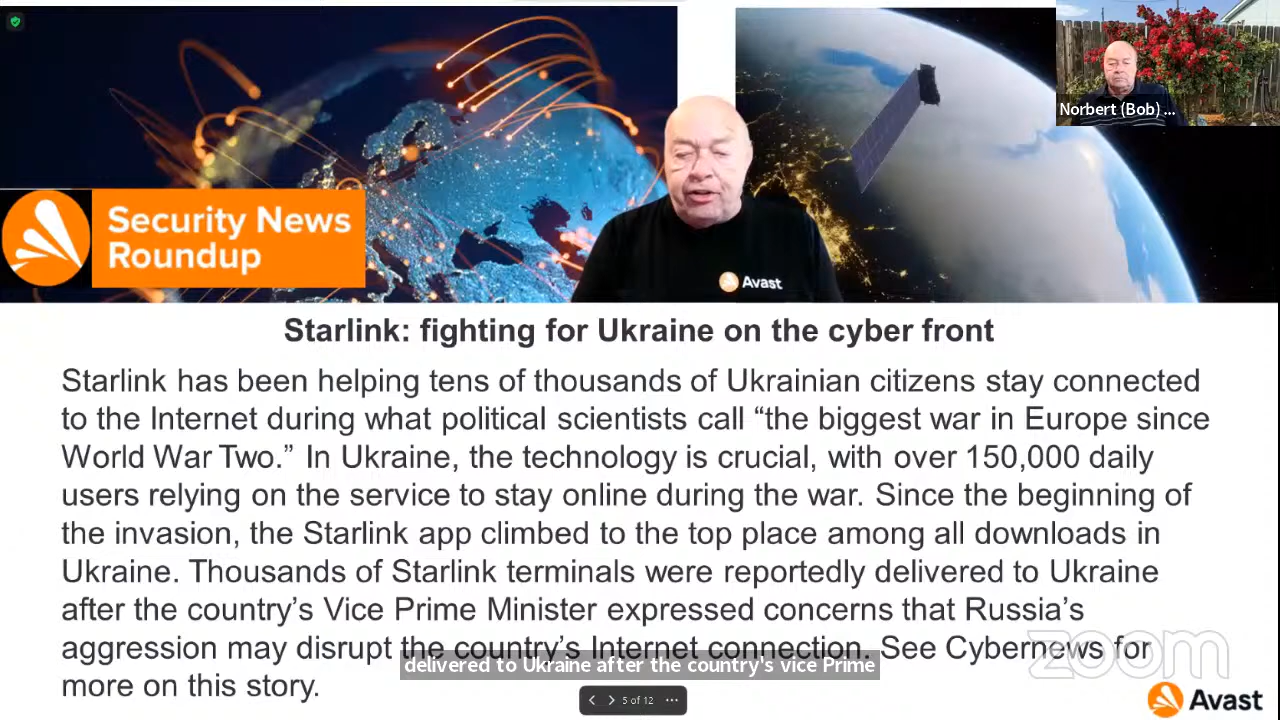 Norbert (Bob) ...
Security News
Roundup
Avast
Starlink: fighting for Ukraine on the cyber front
Starlink has been helping tens of thousands of Ukrainian citizens stay connected
to the Internet during what political scientists call “the biggest war in Europe since
World War Two.” In Ukraine, the technology is crucial, with over 150,000 daily
users relying on the service to stay online during the war. Since the beginning of
the invasion, the Starlink app climbed to the top place among all downloads in
Ukraine. Thousands of Starlink terminals were reportedly delivered to Ukraine
after the country’s Vice Prime Minister expressed concerns that Russia’s
aggression may disrupt the country’s Internet connection. See Cybernews for
more on this story.
delivered to Ukraine after the country's vice Prime
zoom
5 of 12 ...
Avast